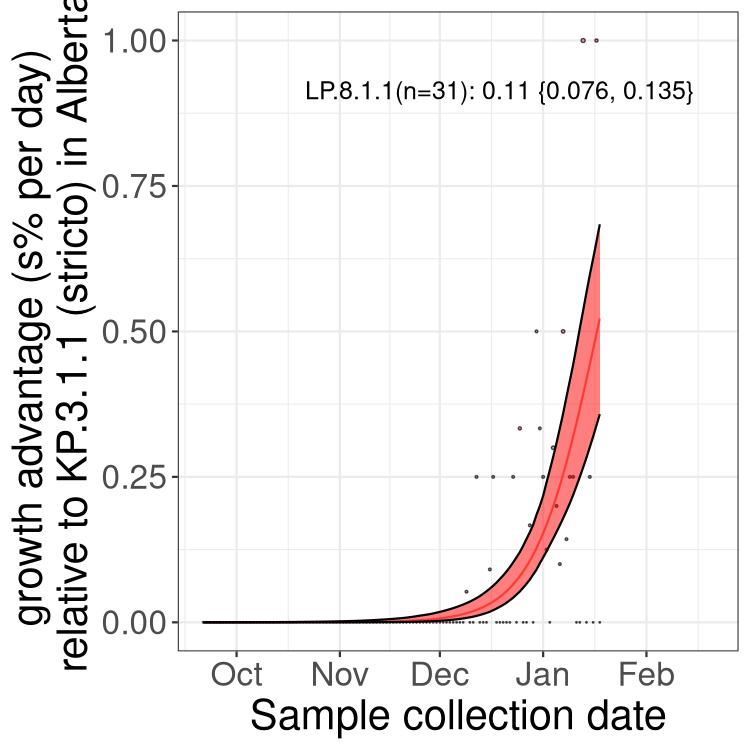 growth advantage (s% per day)
relative to KP.3.1.1 (stricto) in Alberta
1.00
LP.8.1.1(n=31): 0.11 {0.076, 0.135}
0.75
0.50
0.25
0.00
Oct Nov Dec Jan Feb
Sample collection date